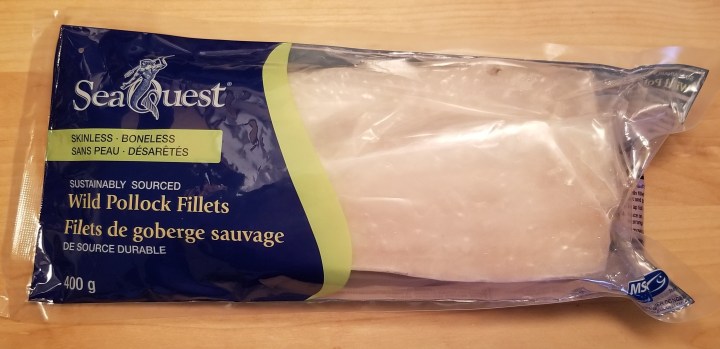 SeaQuest®
SKINLESS · BONELESS
SANS PEAU · DÉSARÊTÉS
SUSTAINABLY SOURCED
Wild Pollock Fillets
Filets de goberge sauvage
DE SOURCE DURABLE
400 g
MSC